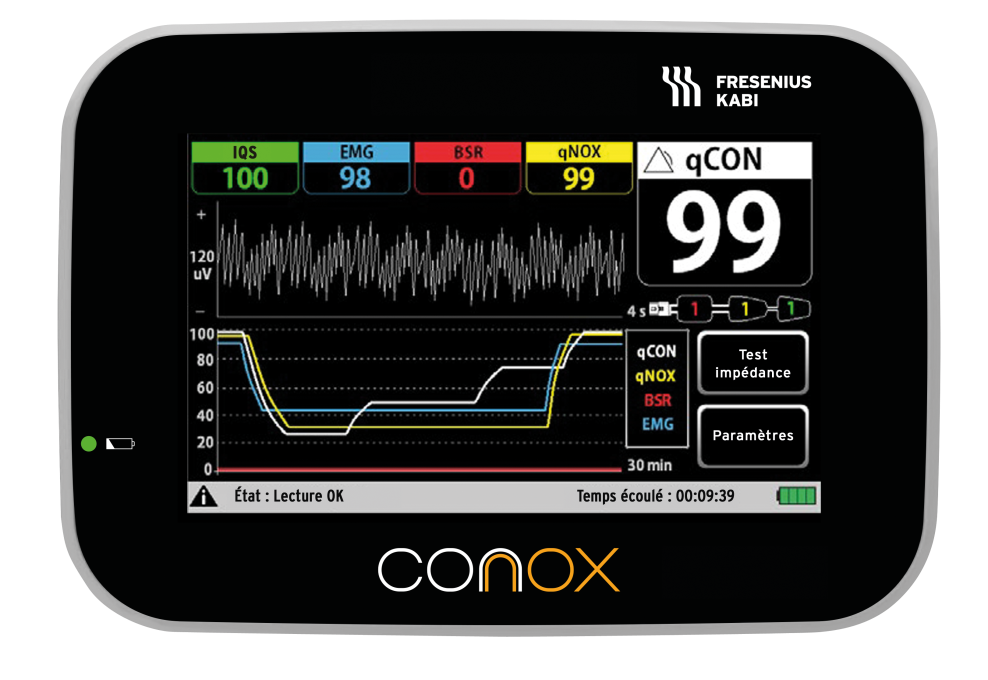 FRESENIUS
KABI
IQS
100
EMG
98
BSR
0
qNOX
99
qCON
99
+
120
uV
–
4 s
1
1
1
100
80
60
40
20
0
qCON
qNOX
BSR
EMG
30 min
Test
impédance
Paramètres
État : Lecture OK
Temps écoulé : 00:09:39
CONOX